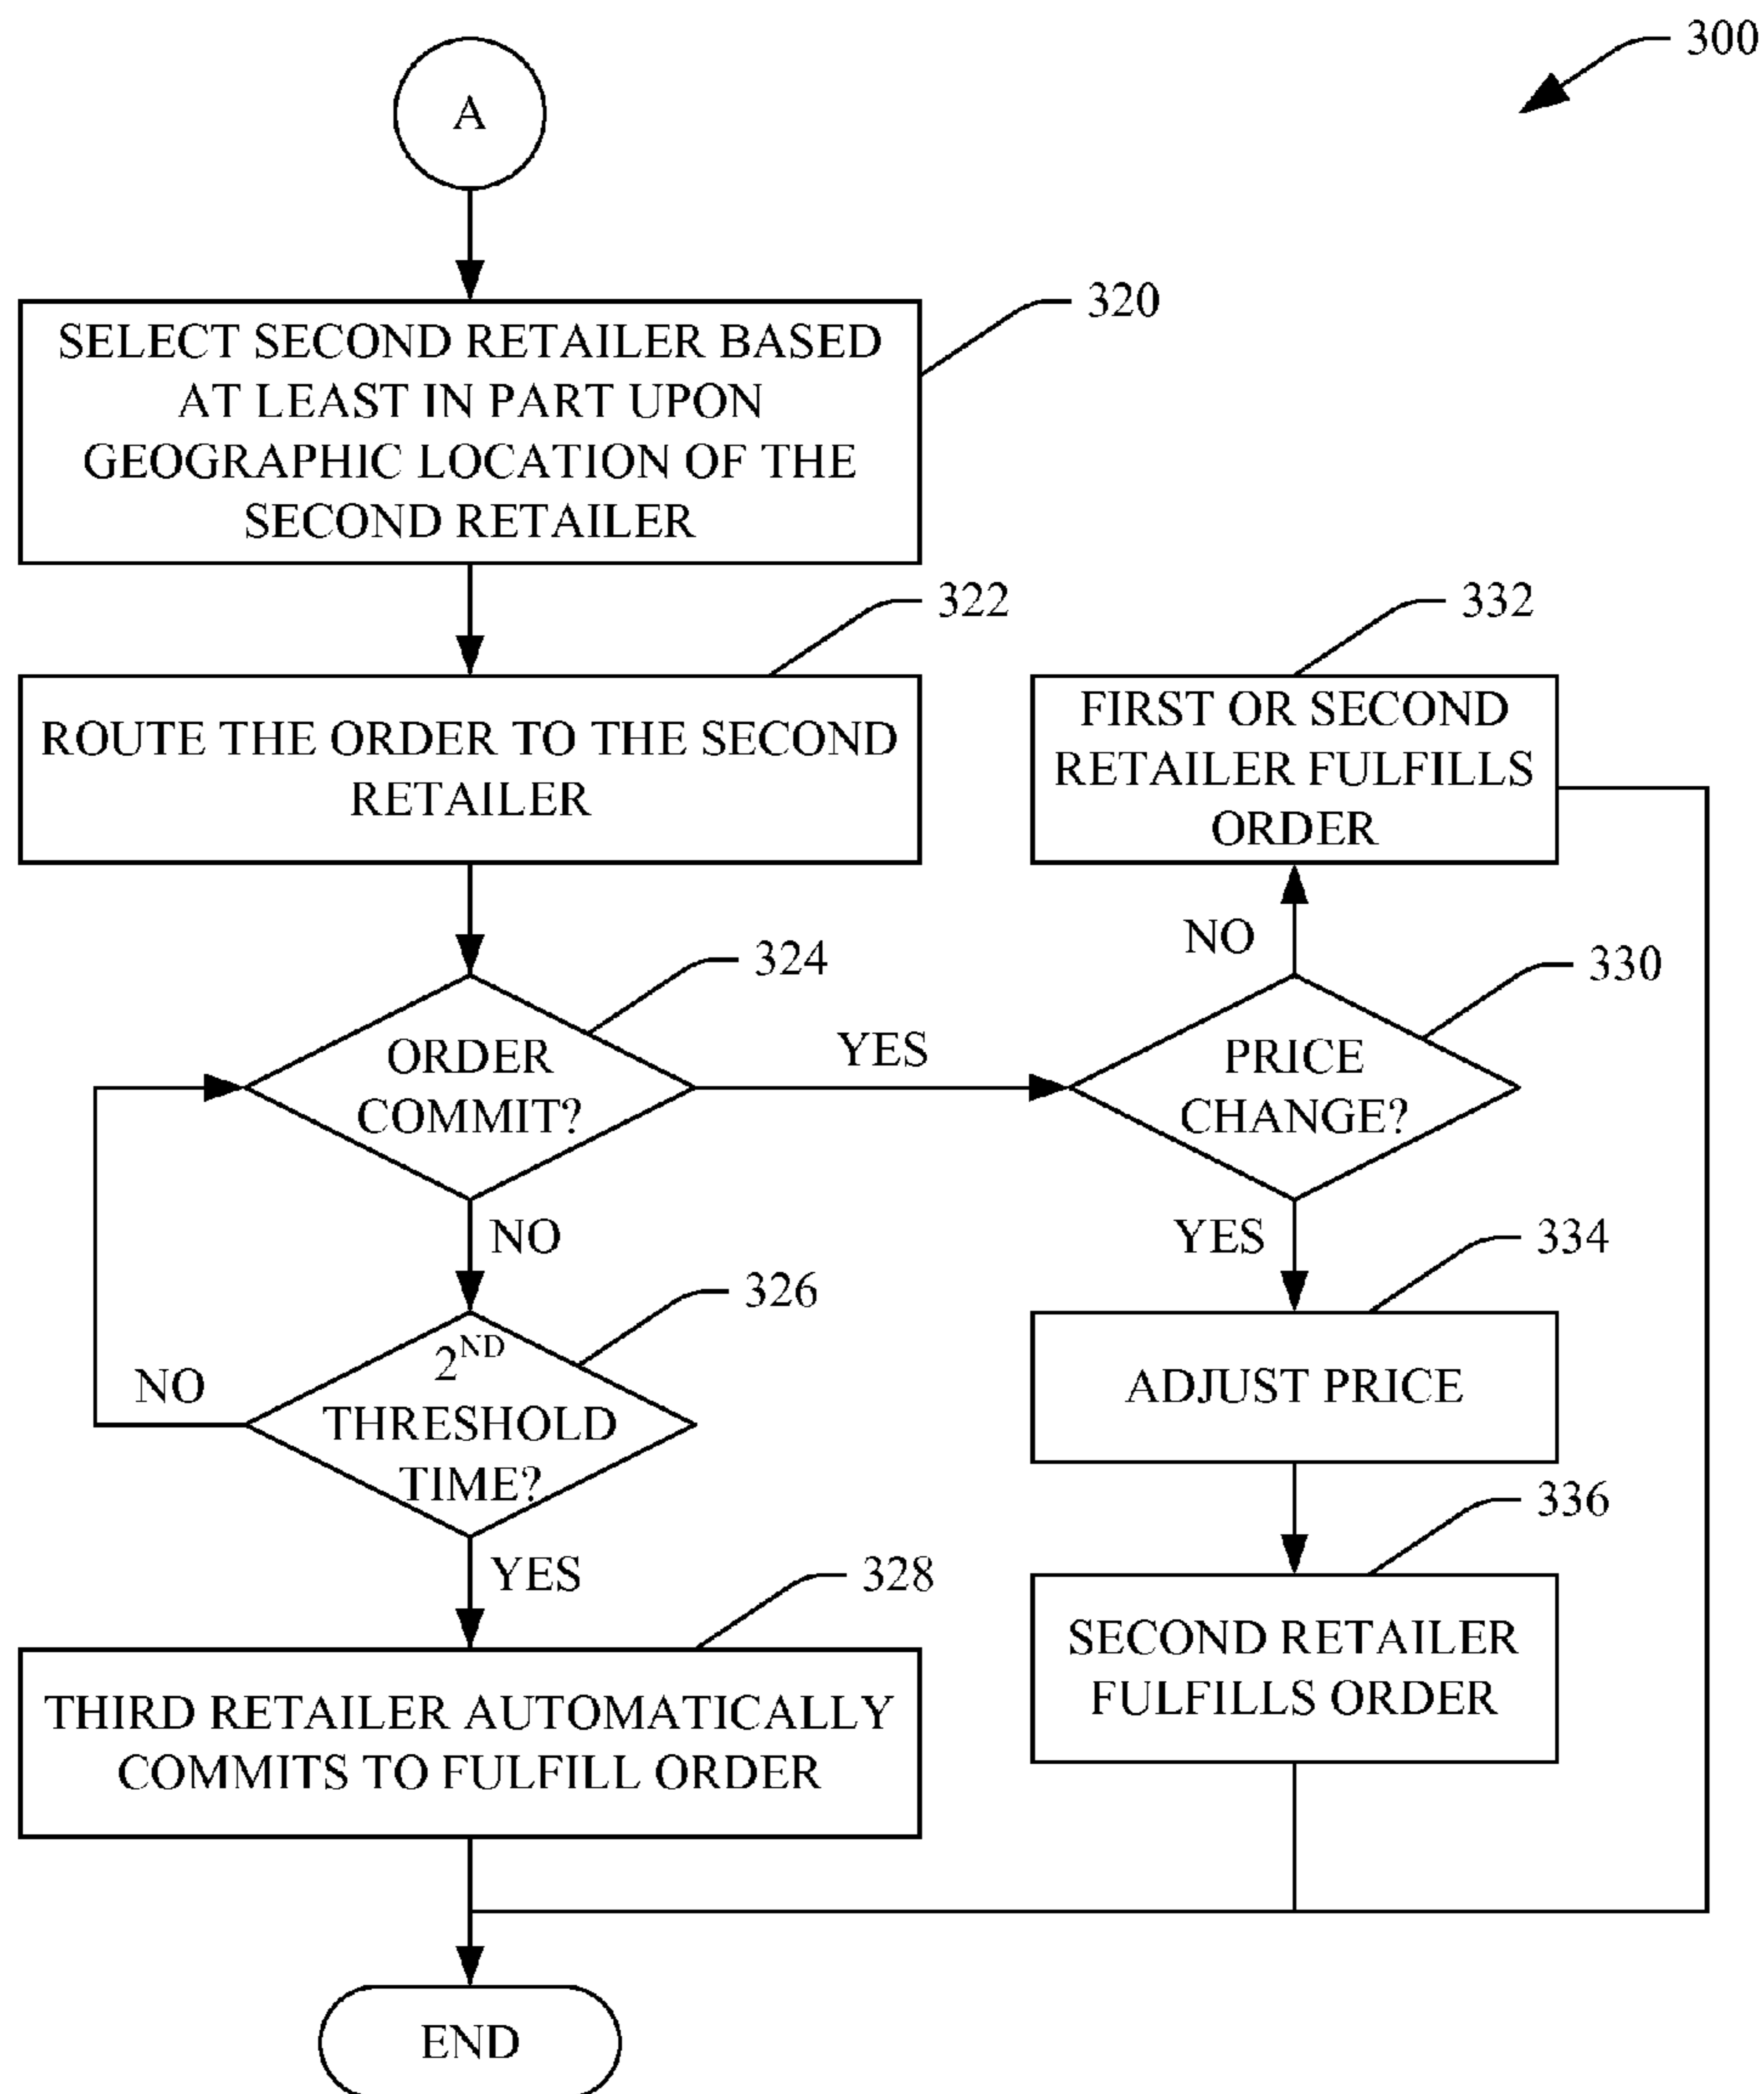 300
A
SELECT SECOND RETAILER BASED
AT LEAST IN PART UPON
GEOGRAPHIC LOCATION OF THE
SECOND RETAILER
320
ROUTE THE ORDER TO THE SECOND
RETAILER
322
FIRST OR SECOND
RETAILER FULFILLS
ORDER
332
ORDER
COMMIT?
324
YES
NO
PRICE
CHANGE?
330
NO
YES
2ND
THRESHOLD
TIME?
326
NO
YES
ADJUST PRICE
334
THIRD RETAILER AUTOMATICALLY
COMMITS TO FULFILL ORDER
328
SECOND RETAILER
FULFILLS ORDER
336
END